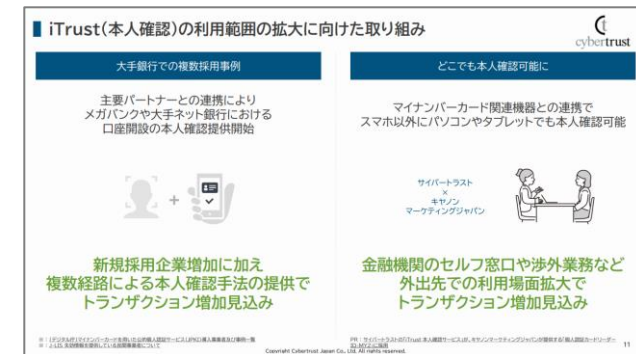 iTrust(本人確認)の利用範囲の拡大に向けた取り組み
cybertrust
大手銀行での複数採用事例
主要パートナーとの連携により
メガバンクや大手ネット銀行における
口座開設の本人確認提供開始
+
新規採用企業増加に加え
複数経路による本人確認手法の提供で
トランザクション増加見込み
どこでも本人確認可能に
マイナンバーカード関連機器との連携で
スマホ以外にパソコンやタブレットでも本人確認可能
サイバートラスト
×
キヤノン
マーケティングジャパン
金融機関のセルフ窓口や渉外業務など
外出先での利用場面拡大で
トランザクション増加見込み
Copyright Cybertrust Japan Co., Ltd. All rights reserved.
11